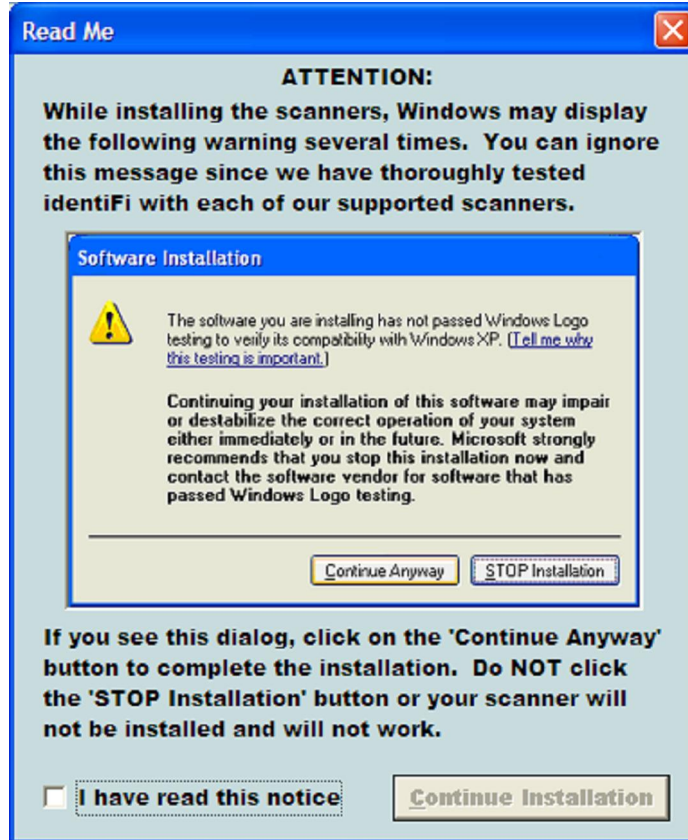 Read Me
ATTENTION:
While installing the scanners, Windows may display
the following warning several times.  You can ignore
this message since we have thoroughly tested
identiFi with each of our supported scanners.
Software Installation
The software you are installing has not passed Windows Logo
testing to verify its compatibility with Windows XP. (Tell me why
this testing is important.)
Continuing your installation of this software may impair
or destabilize the correct operation of your system
either immediately or in the future. Microsoft strongly
recommends that you stop this installation now and
contact the software vendor for software that has
passed Windows Logo testing.
Continue Anyway STOP Installation
If you see this dialog, click on the 'Continue Anyway'
button to complete the installation.  Do NOT click
the 'STOP Installation' button or your scanner will
not be installed and will not work.
I have read this notice Continue Installation